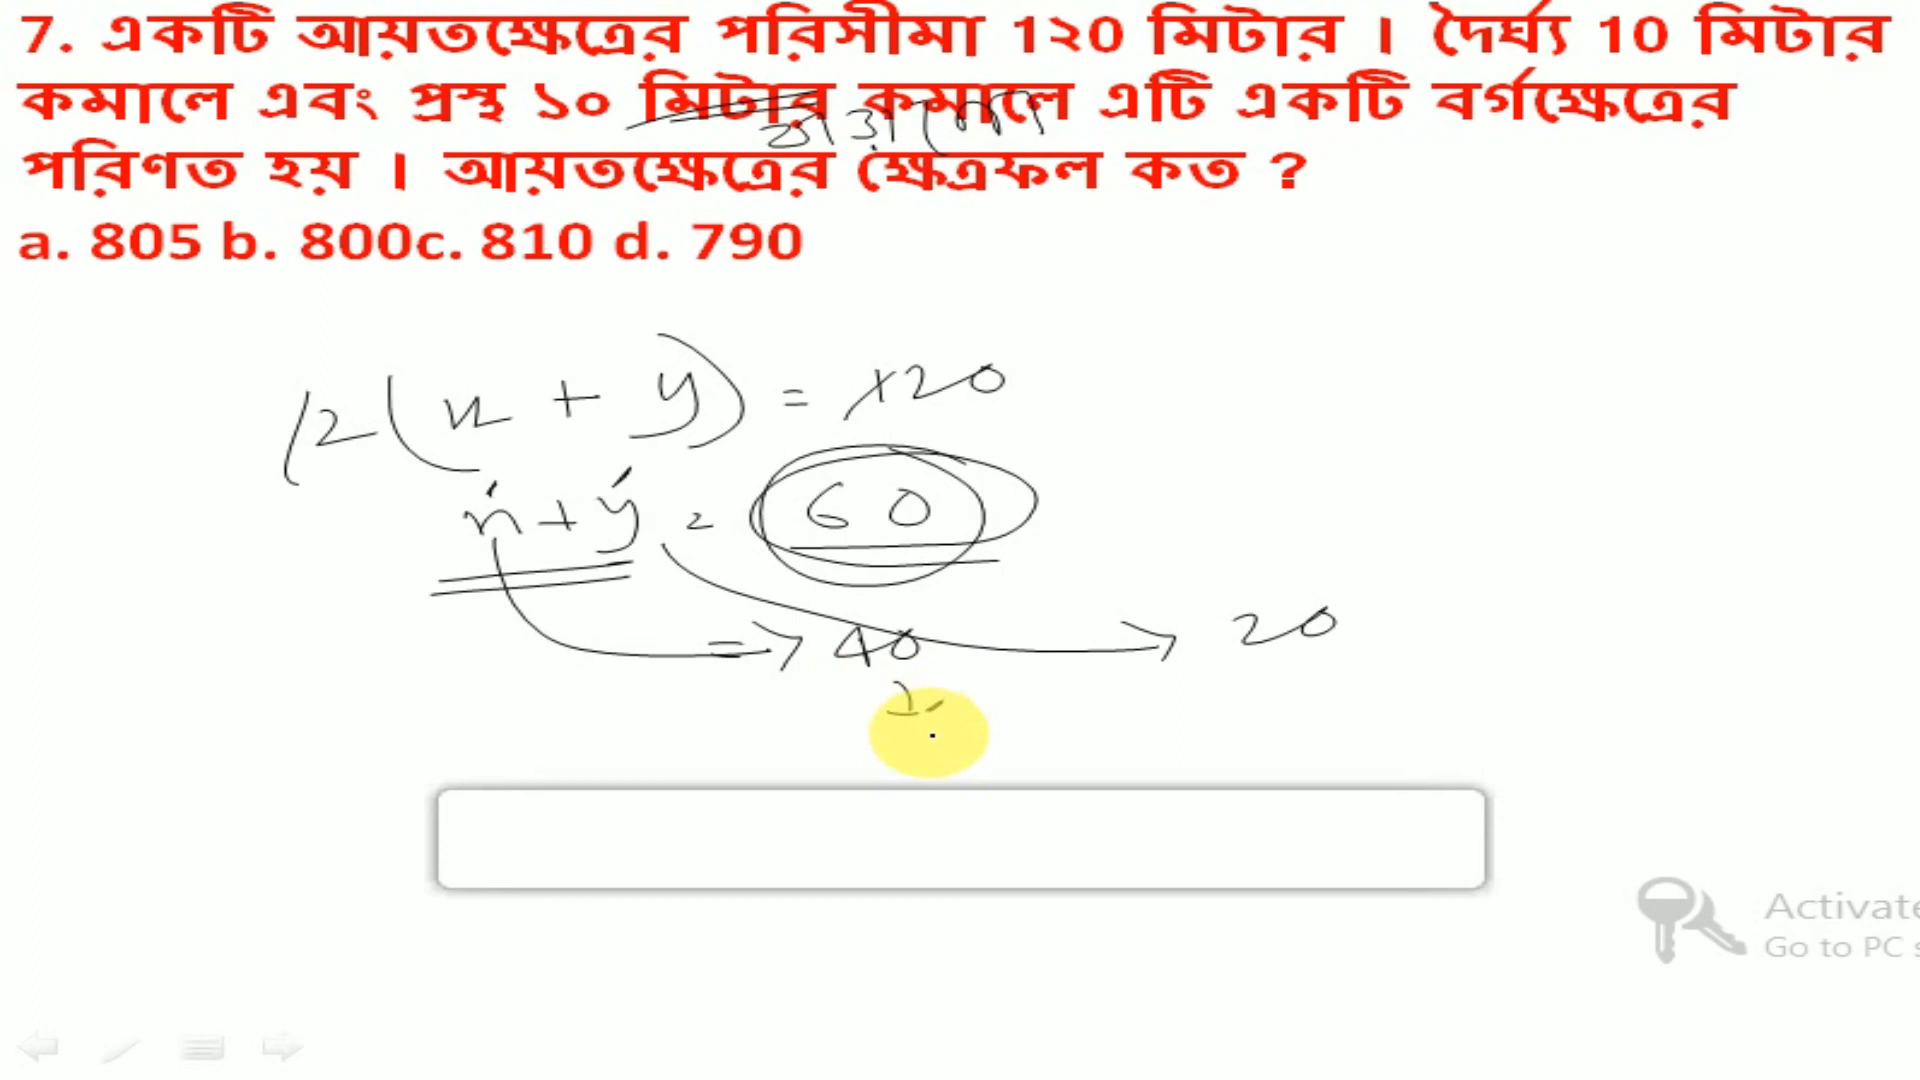 7. একটি আয়তক্ষেত্রের পরিসীমা 1২0 মিটার । দৈর্ঘ্য 10 মিটার
কমালে এবং প্রস্থ ১০ মিটার কমালে এটি একটি বর্গক্ষেত্রের
বাড়ালে
পরিণত হয় । আয়তক্ষেত্রের ক্ষেত্রফল কত ?
a. 805 b. 800c. 810 d. 790
2(x + y) = 120
x + y = 60
=> 40
20
Activate
Go to PC s